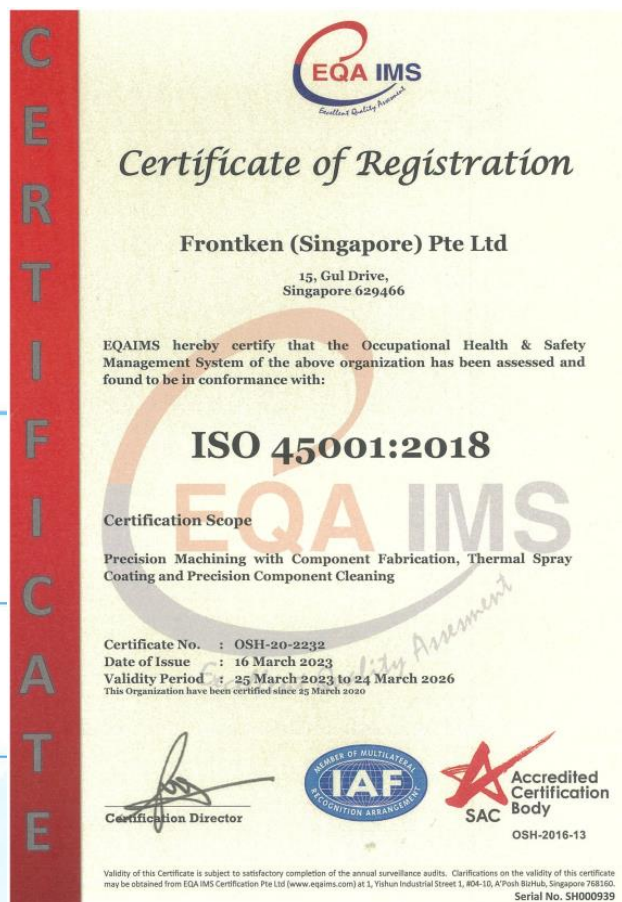 CERTIFICATE
EQA IMS
Excellent Quality Assessment
Certificate of Registration
Frontken (Singapore) Pte Ltd
15, Gul Drive,
Singapore 629466
EQAIMS hereby certify that the Occupational Health & Safety
Management System of the above organization has been assessed and
found to be in conformance with:
ISO 45001:2018
EQA IMS
Excellent Quality Assessment
Certification Scope
Precision Machining with Component Fabrication, Thermal Spray
Coating and Precision Component Cleaning
Certificate No. : OSH-20-2232
Date of Issue : 16 March 2023
Validity Period : 25 March 2023 to 24 March 2026
This Organization have been certified since 25 March 2020
Certification Director
MEMBER OF MULTILATERAL
IAF
RECOGNITION ARRANGEMENT
SAC
Accredited
Certification
Body
OSH-2016-13
Validity of this Certificate is subject to satisfactory completion of the annual surveillance audits. Clarifications on the validity of this certificate
may be obtained from EQA IMS Certification Pte Ltd (www.eqaims.com) at 1, Yishun Industrial Street 1, #04-10, A'Posh BizHub, Singapore 768160.
Serial No. SH000939